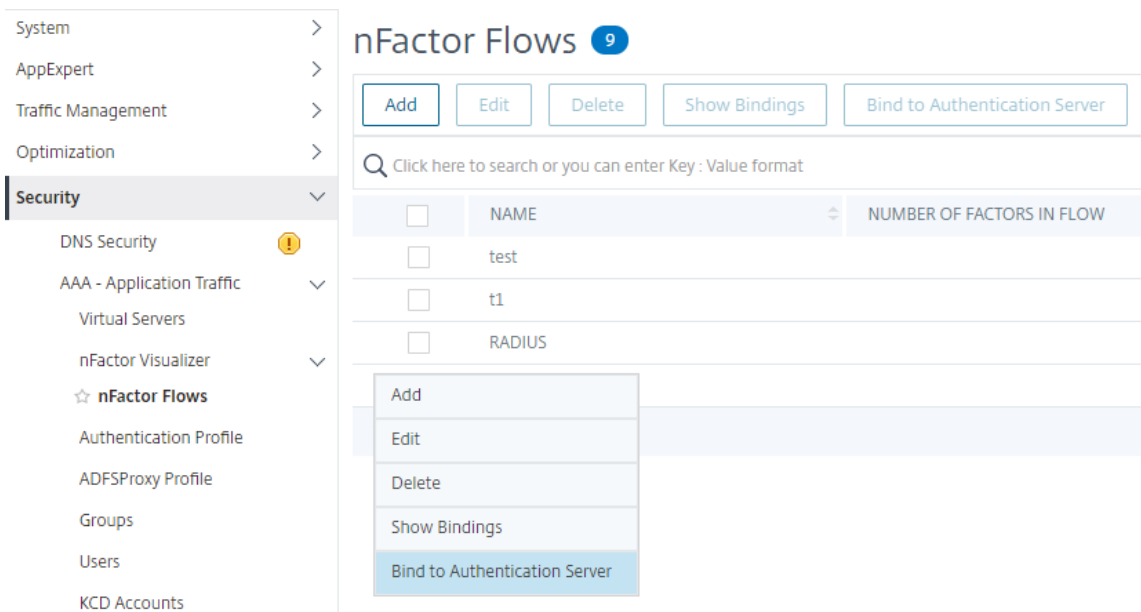 System
AppExpert
Traffic Management
Optimization
Security
DNS Security
AAA - Application Traffic
Virtual Servers
nFactor Visualizer
nFactor Flows
Authentication Profile
ADFSProxy Profile
Groups
Users
KCD Accounts
nFactor Flows 9
Add Edit Delete Show Bindings Bind to Authentication Server
Click here to search or you can enter Key : Value format
NAME NUMBER OF FACTORS IN FLOW
test
t1
RADIUS
Add
Edit
Delete
Show Bindings
Bind to Authentication Server